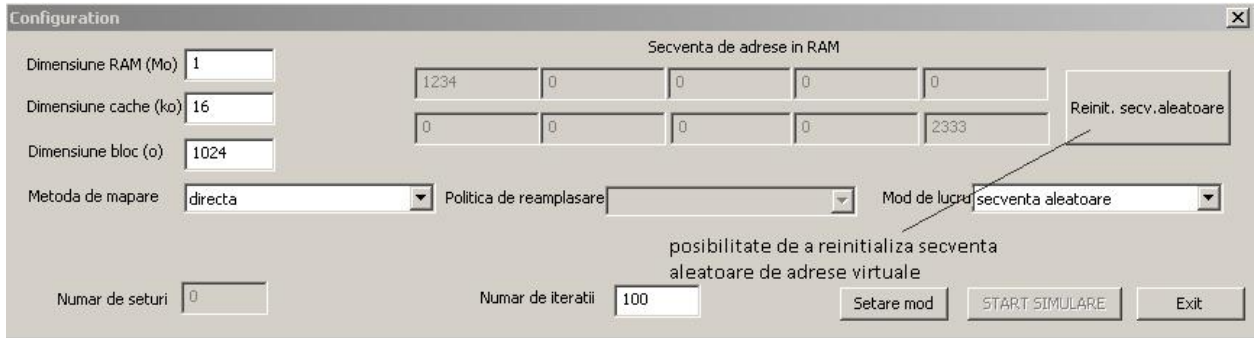 Configuration
Secventa de adrese in RAM
Dimensiune RAM (Mo) 1
1234 0 0 0 0
Reinit. secv.aleatoare
Dimensiune cache (ko) 16
0 0 0 0 2333
Dimensiune bloc (o) 1024
Metoda de mapare directa Politica de reamplasare Mod de lucru secventa aleatoare
posibilitate de a reinitializa secventa
aleatoare de adrese virtuale
Numar de seturi 0 Numar de iteratii 100 Setare mod START SIMULARE Exit